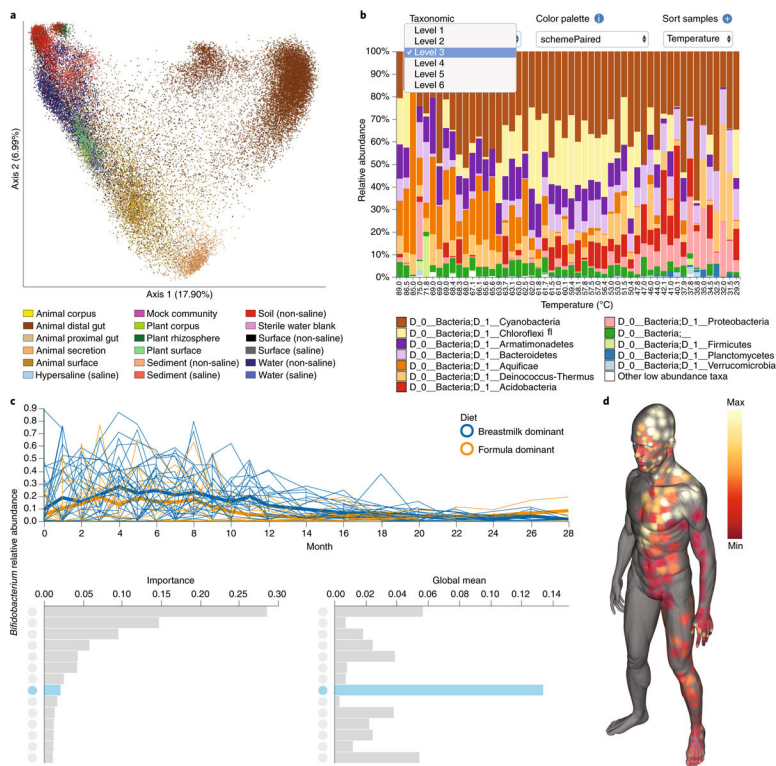 a
Axis 2 (6.99%)
Axis 1 (17.90%)
Animal corpus
Animal distal gut
Animal proximal gut
Animal secretion
Animal surface
Hypersaline (saline)
Mock community
Plant corpus
Plant rhizosphere
Plant surface
Sediment (non-saline)
Sediment (saline)
Soil (non-saline)
Sterile water blank
Surface (non-saline)
Surface (saline)
Water (non-saline)
Water (saline)
b
Taxonomic
Color palette i
Sort samples +
Level 1
Level 2
✓ Level 3
Level 4
Level 5
Level 6
schemePaired
Temperature
Relative abundance
100%
90%
80%
70%
60%
50%
40%
30%
20%
10%
0%
Temperature (°C)
D_0__Bacteria;D_1__Cyanobacteria
D_0__Bacteria;D_1__Chloroflexi fl
D_0__Bacteria;D_1__Armatimonadetes
D_0__Bacteria;D_1__Bacteroidetes
D_0__Bacteria;D_1__Aquificae
D_0__Bacteria;D_1__Deinococcus-Thermus
D_0__Bacteria;D_1__Acidobacteria
D_0__Bacteria;D_1__Proteobacteria
D_0__Bacteria;__
D_0__Bacteria;D_1__Firmicutes
D_0__Bacteria;D_1__Planctomycetes
D_0__Bacteria;D_1__Verrucomicrobia
Other low abundance taxa
c
Bifidobacterium relative abundance
0.9
0.8
0.7
0.6
0.5
0.4
0.3
0.2
0.1
0.0
0 2 4 6 8 10 12 14 16 18 20 22 24 26 28
Month
Diet
Breastmilk dominant
Formula dominant
Importance
0.00 0.05 0.10 0.15 0.20 0.25 0.30
Global mean
0.00 0.02 0.04 0.06 0.08 0.10 0.12 0.14
d
Max
Min